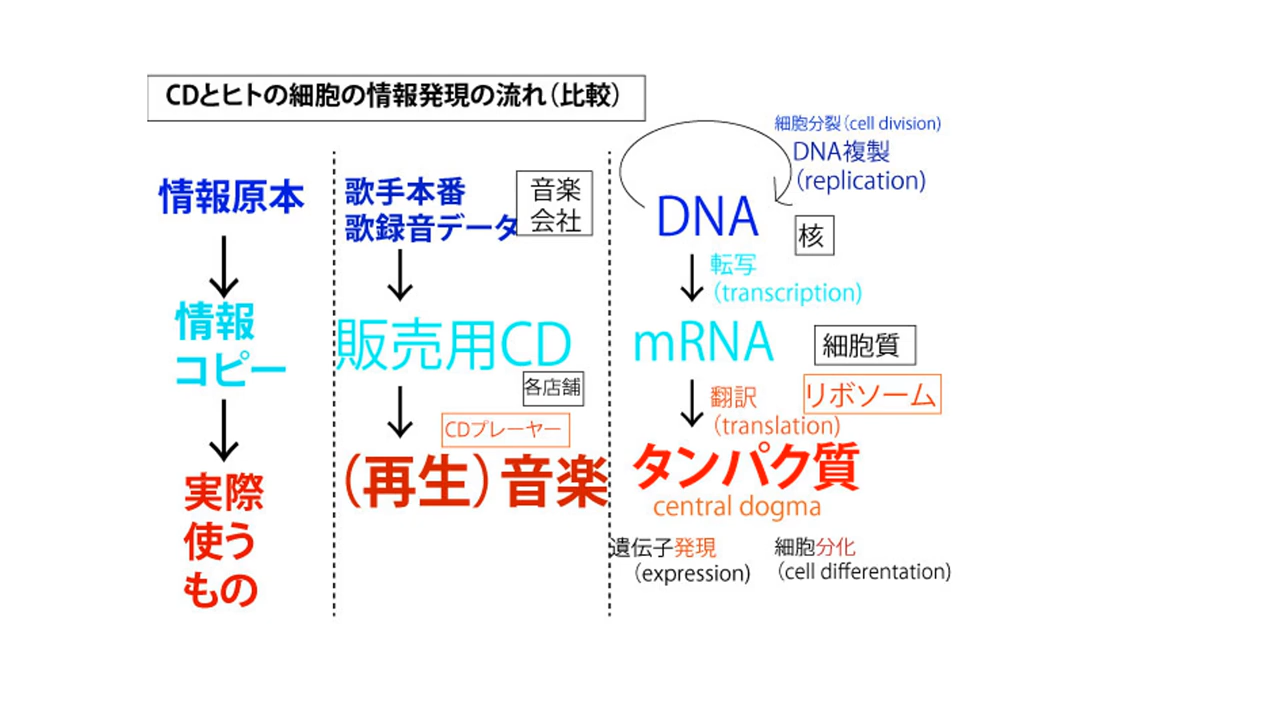 CDとヒトの細胞の情報発現の流れ（比較）
情報原本
情報
コピー
実際
使う
もの
歌手本番
歌録音データ
音楽
会社
販売用CD
各店舗
CDプレーヤー
（再生）音楽
細胞分裂（cell division)
DNA複製
（replication)
DNA
核
転写
（transcription)
mRNA
細胞質
リボソーム
翻訳
（translation)
タンパク質
central dogma
遺伝子発現
（expression)
細胞分化
（cell differentation)